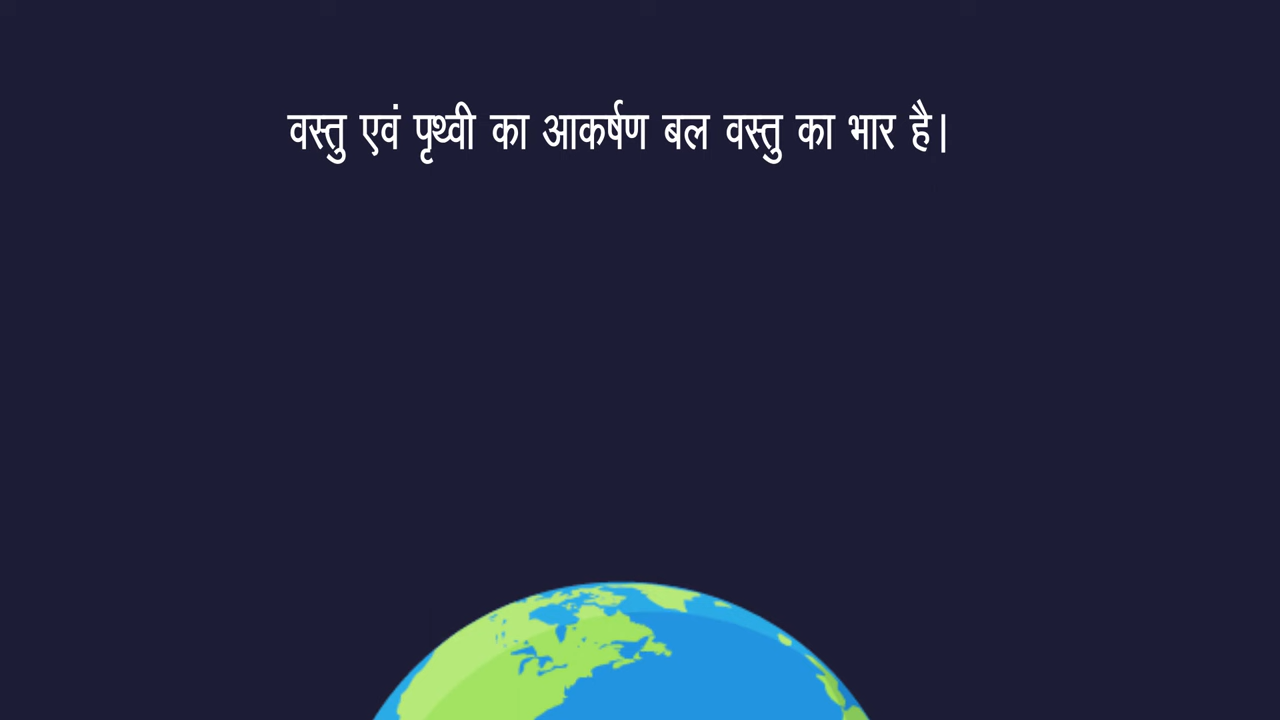 वस्तु एवं पृथ्वी का आकर्षण बल वस्तु का भार है।